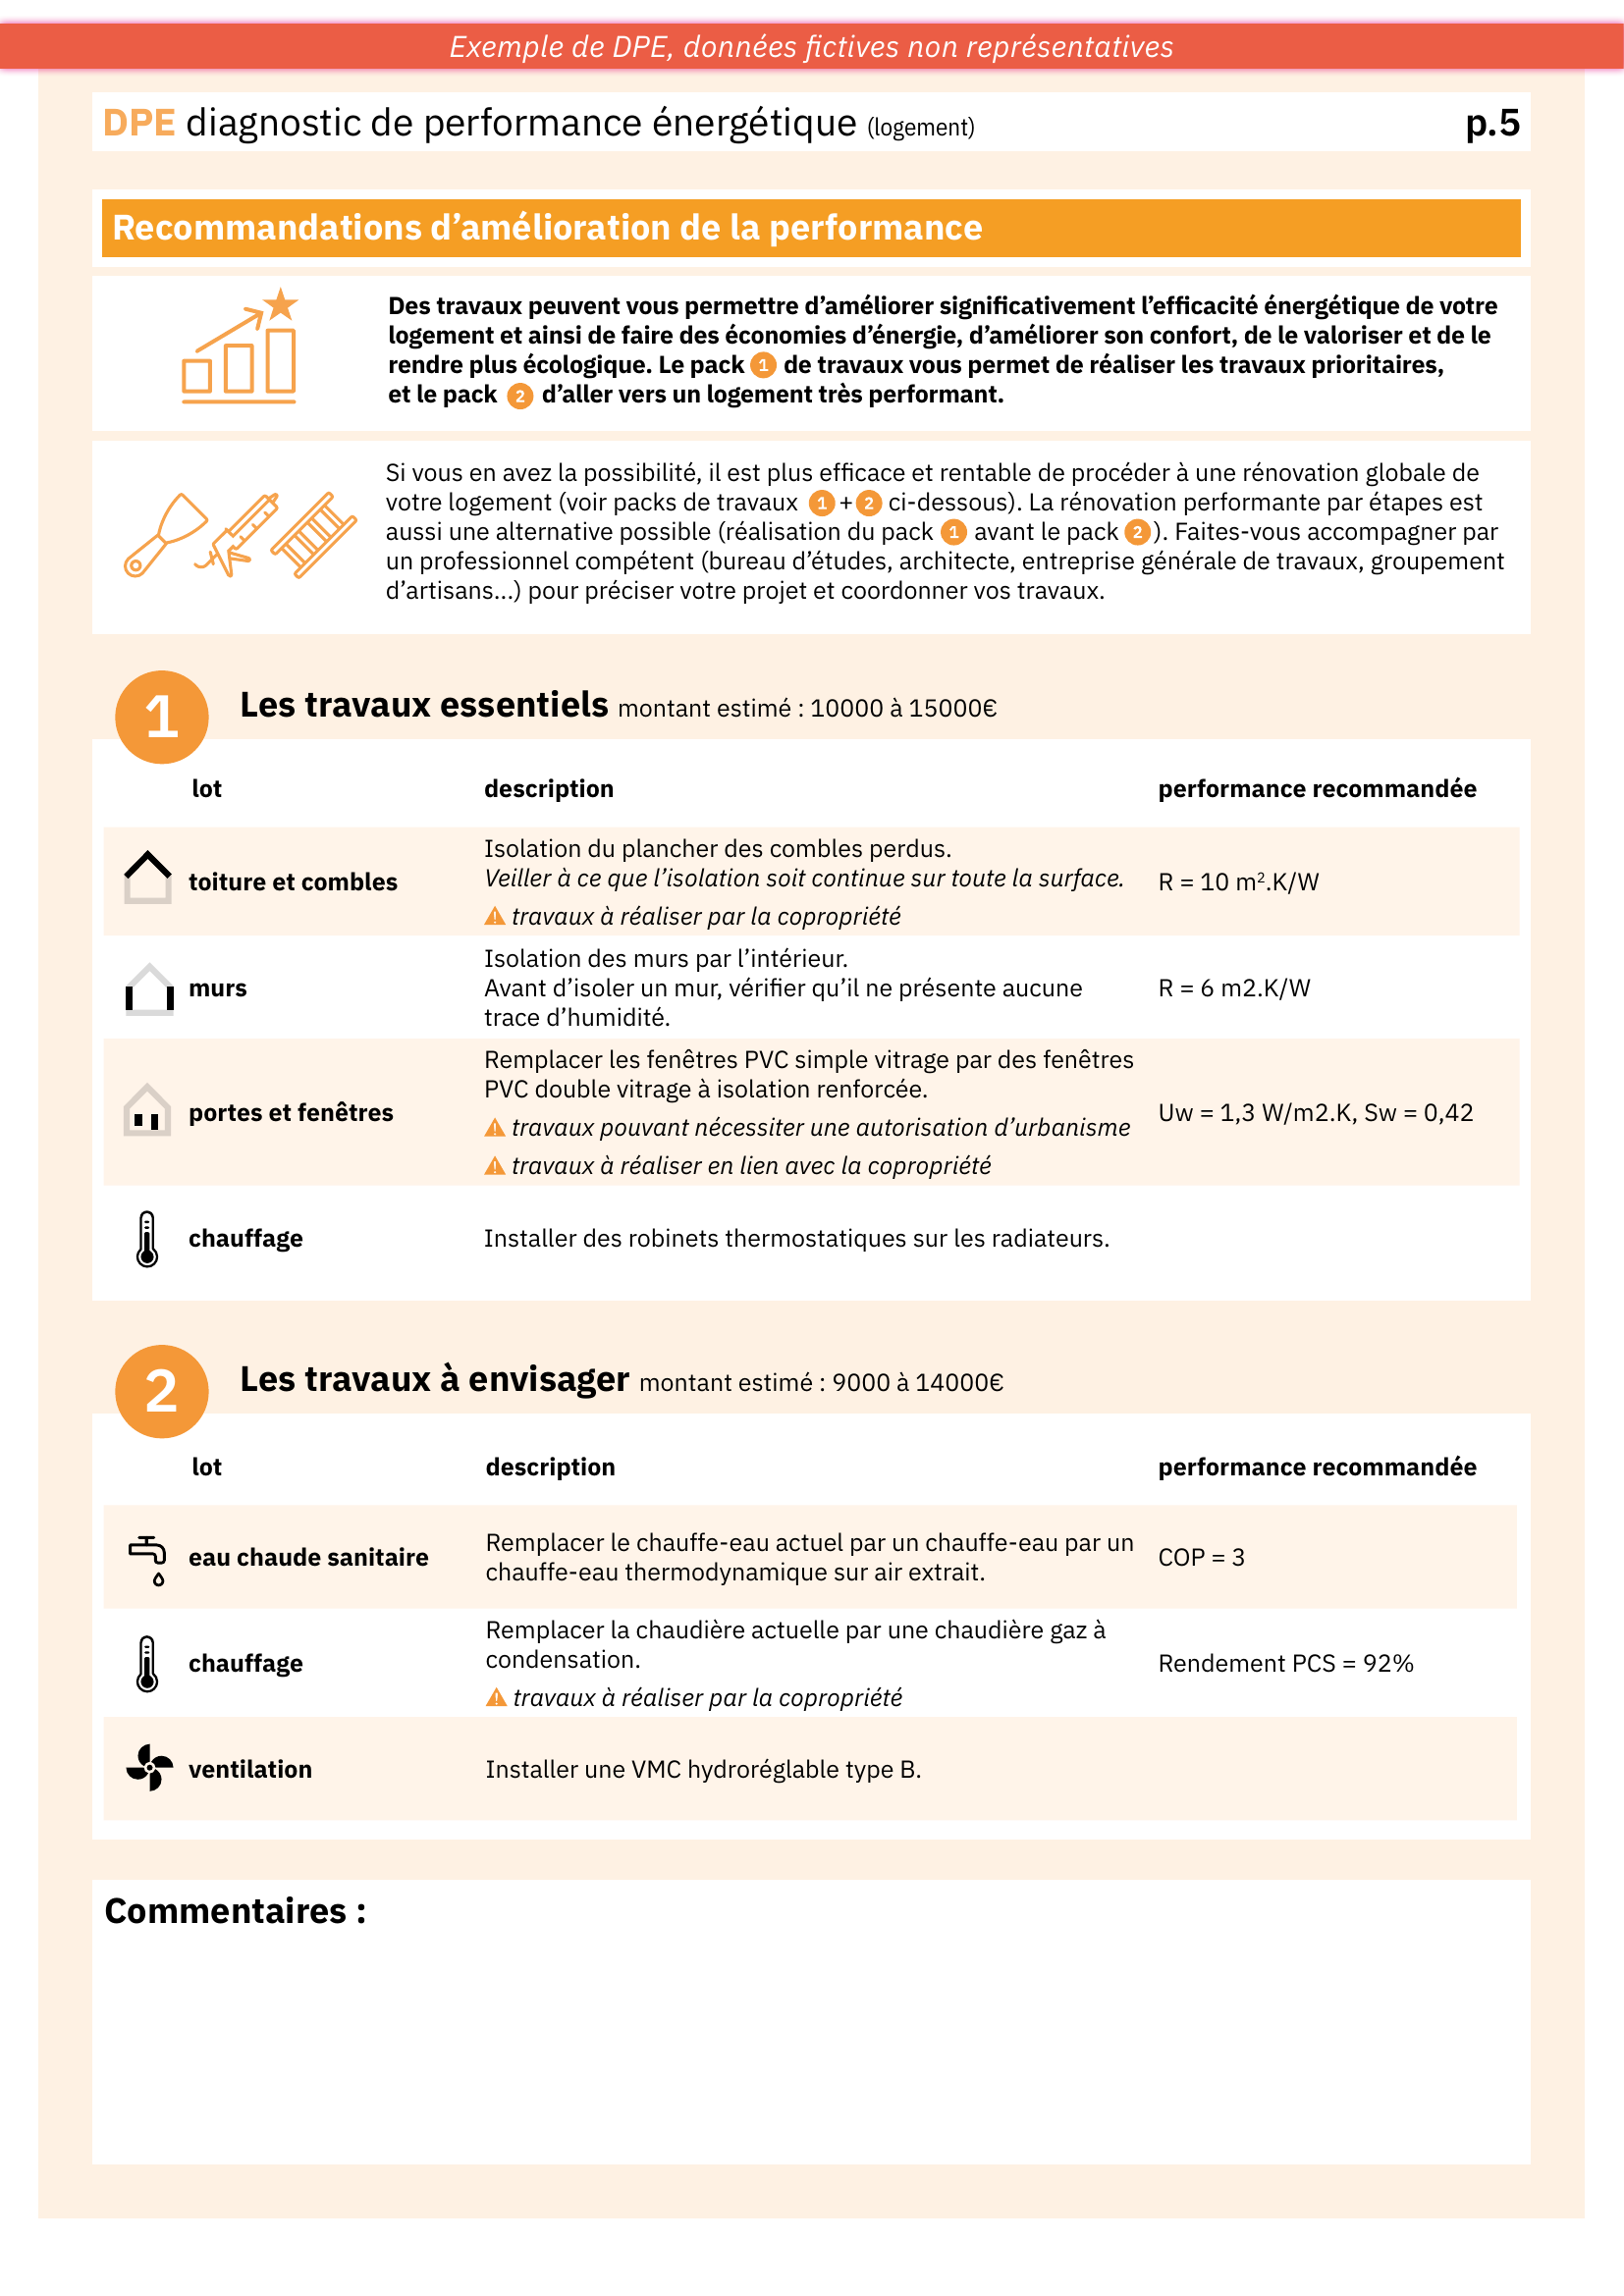 Exemple de DPE, données fictives non représentatives
DPE diagnostic de performance énergétique (logement) p.5
Recommandations d’amélioration de la performance
Des travaux peuvent vous permettre d’améliorer significativement l’efficacité énergétique de votre
logement et ainsi de faire des économies d’énergie, d’améliorer son confort, de le valoriser et de le
rendre plus écologique. Le pack 1 de travaux vous permet de réaliser les travaux prioritaires,
et le pack 2 d’aller vers un logement très performant.
Si vous en avez la possibilité, il est plus efficace et rentable de procéder à une rénovation globale de
votre logement (voir packs de travaux 1 + 2 ci-dessous). La rénovation performante par étapes est
aussi une alternative possible (réalisation du pack 1 avant le pack 2 ). Faites-vous accompagner par
un professionnel compétent (bureau d’études, architecte, entreprise générale de travaux, groupement
d’artisans...) pour préciser votre projet et coordonner vos travaux.
1 Les travaux essentiels montant estimé : 10000 à 15000€
lot description performance recommandée
toiture et combles
Isolation du plancher des combles perdus.
Veiller à ce que l’isolation soit continue sur toute la surface.
travaux à réaliser par la copropriété
R = 10 m².K/W
murs
Isolation des murs par l’intérieur.
Avant d’isoler un mur, vérifier qu’il ne présente aucune
trace d’humidité.
R = 6 m2.K/W
portes et fenêtres
Remplacer les fenêtres PVC simple vitrage par des fenêtres
PVC double vitrage à isolation renforcée.
travaux pouvant nécessiter une autorisation d’urbanisme
travaux à réaliser en lien avec la copropriété
Uw = 1,3 W/m2.K, Sw = 0,42
chauffage
Installer des robinets thermostatiques sur les radiateurs.
2 Les travaux à envisager montant estimé : 9000 à 14000€
lot description performance recommandée
eau chaude sanitaire
Remplacer le chauffe-eau actuel par un chauffe-eau par un
chauffe-eau thermodynamique sur air extrait.
COP = 3
chauffage
Remplacer la chaudière actuelle par une chaudière gaz à
condensation.
travaux à réaliser par la copropriété
Rendement PCS = 92%
ventilation
Installer une VMC hydroréglable type B.
Commentaires :